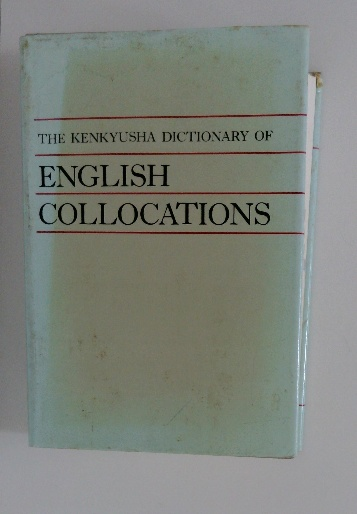 THE KENKYUSHA DICTIONARY OF
ENGLISH
COLLOCATIONS